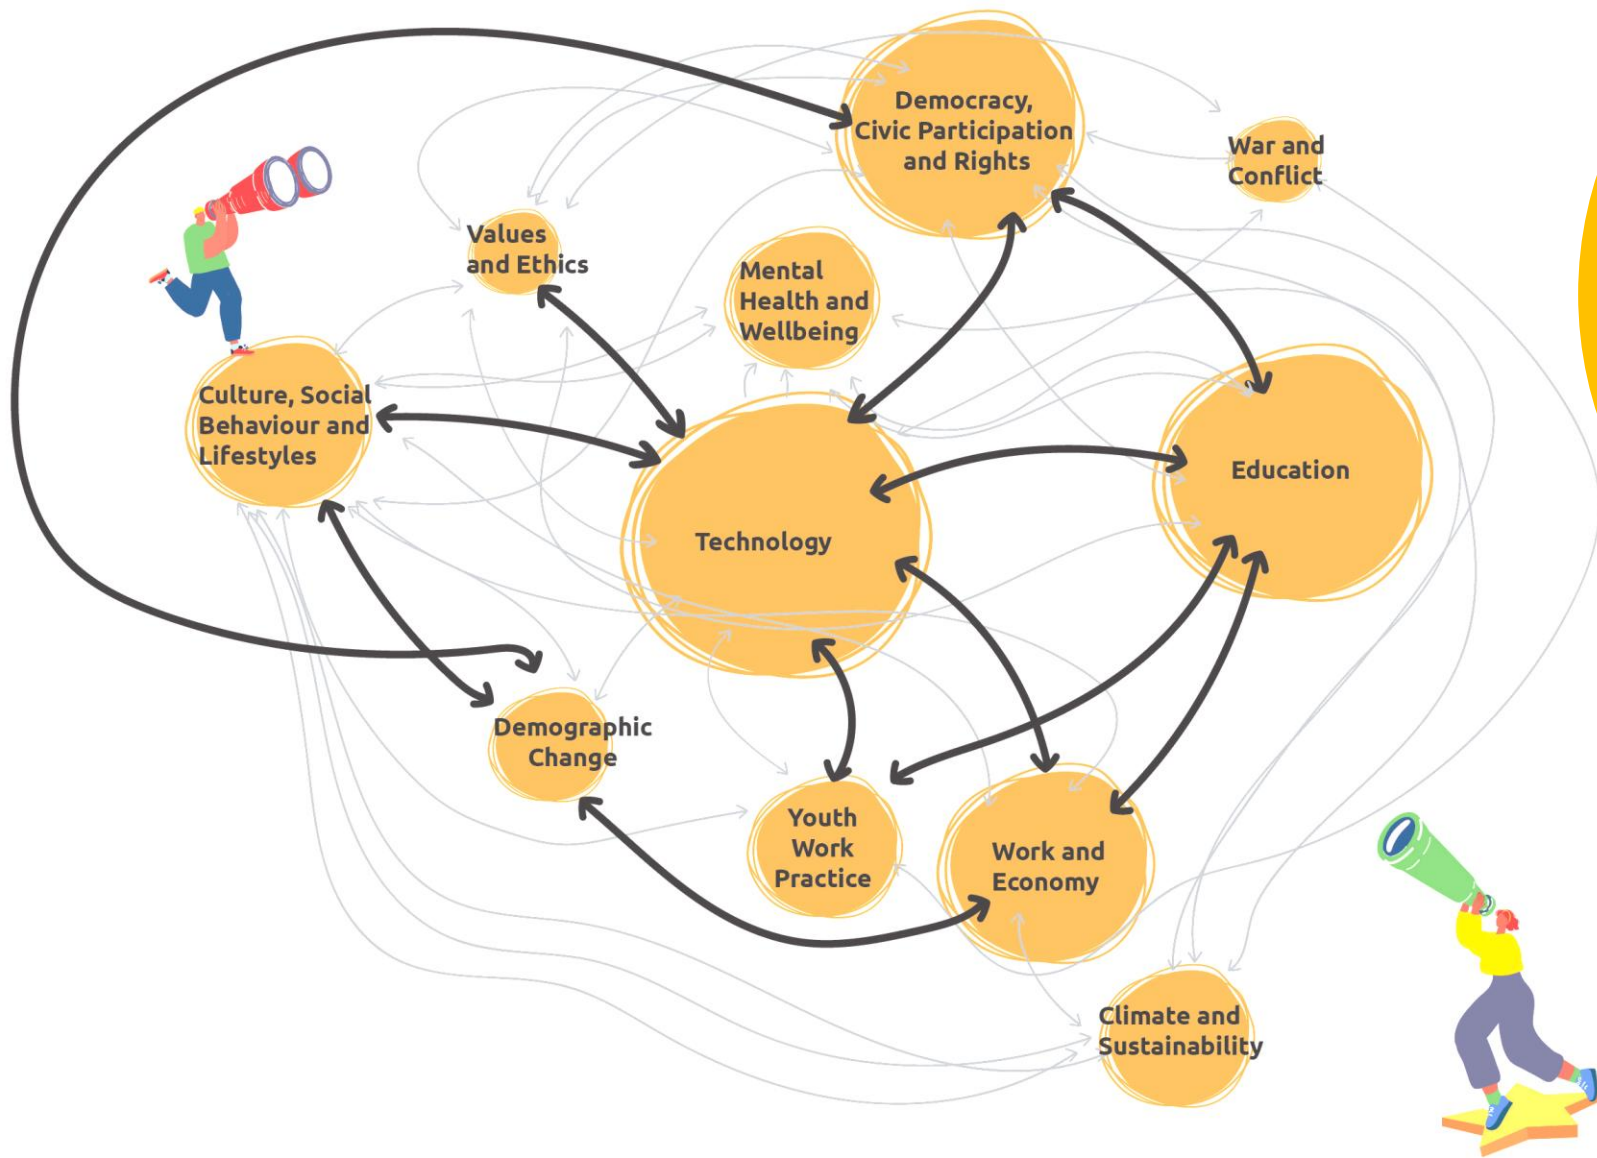 Democracy,
Civic Participation
and Rights
War and
Conflict
Values
and Ethics
Mental
Health and
Wellbeing
Culture, Social
Behaviour and
Lifestyles
Education
Technology
Demographic
Change
Youth
Work
Practice
Work and
Economy
Climate and
Sustainability